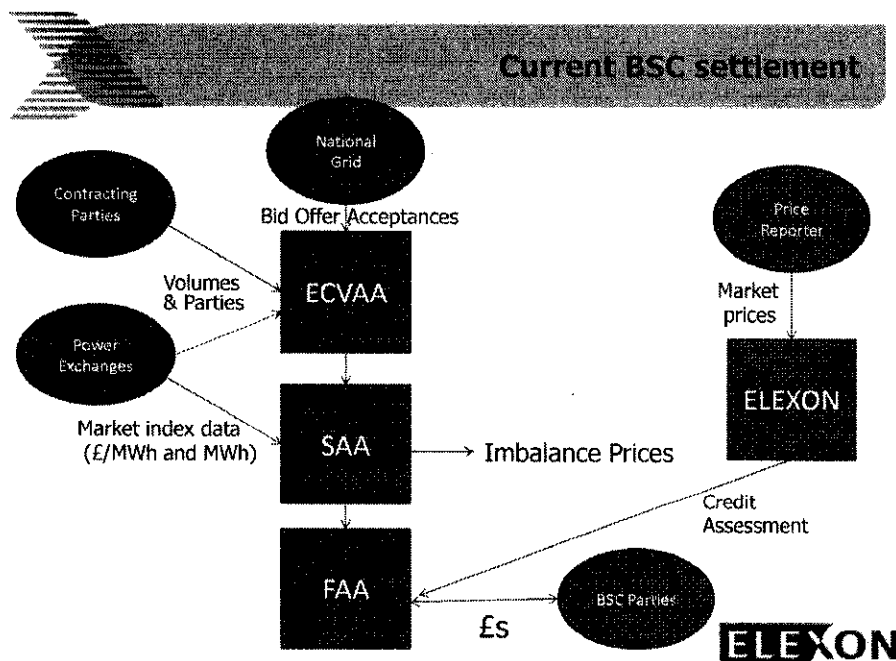 Current BSC settlement
National
Grid
Contracting
Parties
Bid Offer Acceptances
Price
Reporter
ECVAA
Volumes
& Parties
Market
prices
Power
Exchanges
ELEXON
Market index data
(£/MWh and MWh)
SAA
Imbalance Prices
Credit
Assessment
FAA
£s
BSC Parties
ELEXON